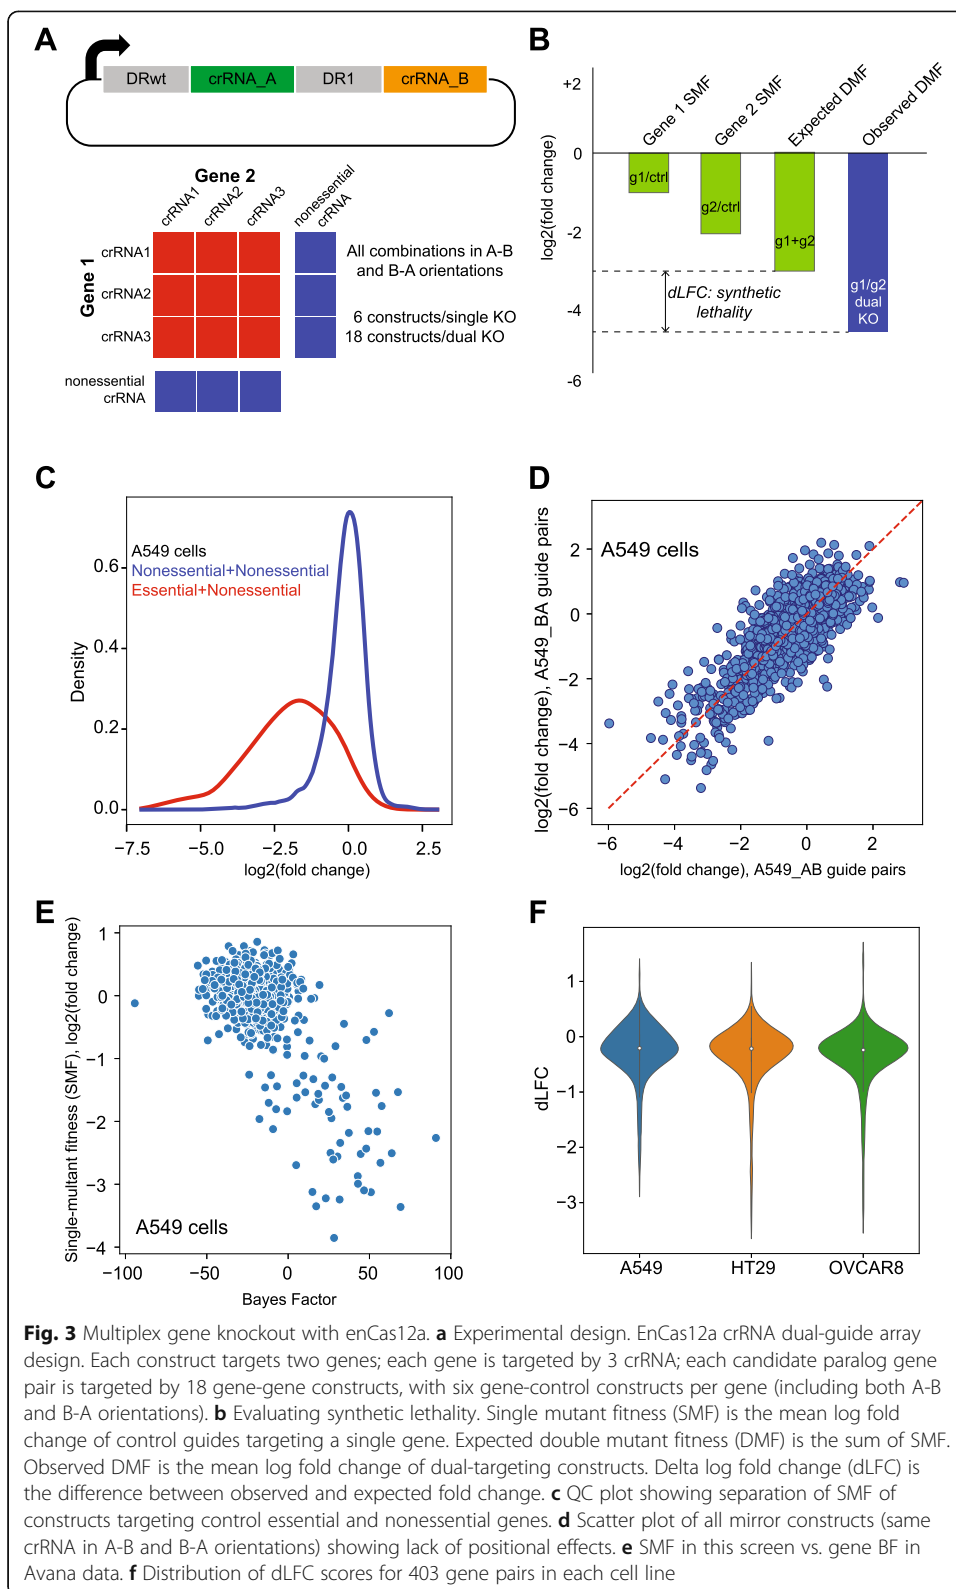 A
DRwt crRNA_A DR1 crRNA_B
Gene 2
crRNA1 crRNA2 crRNA3 nonessential crRNA
Gene 1
crRNA1
crRNA2
crRNA3
nonessential
crRNA
All combinations in A-B
and B-A orientations
6 constructs/single KO
18 constructs/dual KO
B
Gene 1 SMF Gene 2 SMF Expected DMF Observed DMF
log2(fold change)
+2
0
-2
-4
-6
g1/ctrl
g2/ctrl
g1+g2
g1/g2
dual
KO
dLFC: synthetic
lethality
C
A549 cells
Nonessential+Nonessential
Essential+Nonessential
Density
0.6
0.4
0.2
0.0
−7.5 −5.0 −2.5 0.0 2.5
log2(fold change)
D
A549 cells
log2(fold change), A549_BA guide pairs
2
0
−2
−4
−6
−6 −4 −2 0 2
log2(fold change), A549_AB guide pairs
E
Single-multant fitness (SMF), log2(fold change)
1
0
−1
−2
−3
−4
A549 cells
−100 −50 0 50 100
Bayes Factor
F
dLFC
1
0
−1
−2
−3
A549 HT29 OVCAR8
Fig. 3 Multiplex gene knockout with enCas12a. a Experimental design. EnCas12a crRNA dual-guide array
design. Each construct targets two genes; each gene is targeted by 3 crRNA; each candidate paralog gene
pair is targeted by 18 gene-gene constructs, with six gene-control constructs per gene (including both A-B
and B-A orientations). b Evaluating synthetic lethality. Single mutant fitness (SMF) is the mean log fold
change of control guides targeting a single gene. Expected double mutant fitness (DMF) is the sum of SMF.
Observed DMF is the mean log fold change of dual-targeting constructs. Delta log fold change (dLFC) is
the difference between observed and expected fold change. c QC plot showing separation of SMF of
constructs targeting control essential and nonessential genes. d Scatter plot of all mirror constructs (same
crRNA in A-B and B-A orientations) showing lack of positional effects. e SMF in this screen vs. gene BF in
Avana data. f Distribution of dLFC scores for 403 gene pairs in each cell line